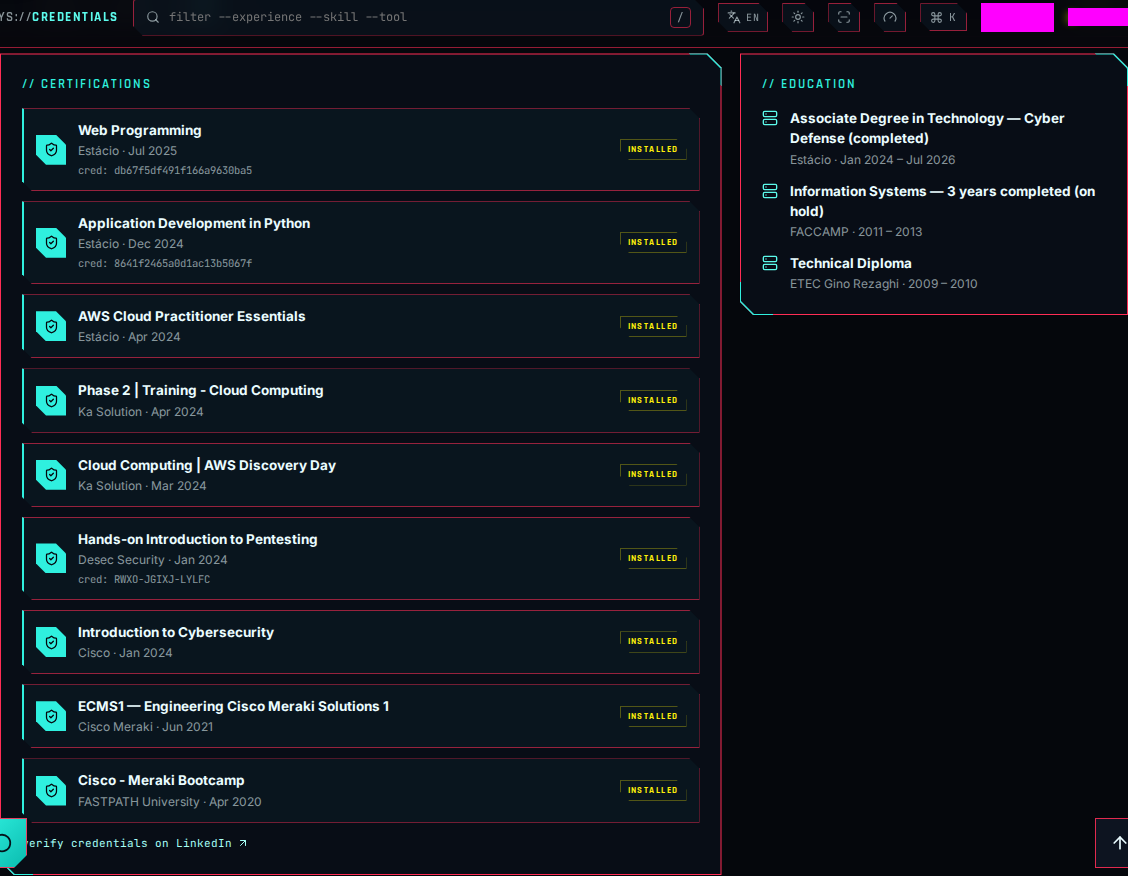 YS://CREDENTIALS
filter --experience --skill --tool
/
EN
⌘ K
// CERTIFICATIONS
Web Programming
Estácio · Jul 2025
cred: db67f5df491f166a9630ba5
INSTALLED
Application Development in Python
Estácio · Dec 2024
cred: 8641f2465a0d1ac13b5067f
INSTALLED
AWS Cloud Practitioner Essentials
Estácio · Apr 2024
INSTALLED
Phase 2 | Training - Cloud Computing
Ka Solution · Apr 2024
INSTALLED
Cloud Computing | AWS Discovery Day
Ka Solution · Mar 2024
INSTALLED
Hands-on Introduction to Pentesting
Desec Security · Jan 2024
cred: RWXO-JGIXJ-LYLFC
INSTALLED
Introduction to Cybersecurity
Cisco · Jan 2024
INSTALLED
ECMS1 — Engineering Cisco Meraki Solutions 1
Cisco Meraki · Jun 2021
INSTALLED
Cisco - Meraki Bootcamp
FASTPATH University · Apr 2020
INSTALLED
erify credentials on LinkedIn
// EDUCATION
Associate Degree in Technology — Cyber
Defense (completed)
Estácio · Jan 2024 – Jul 2026
Information Systems — 3 years completed (on
hold)
FACCAMP · 2011 – 2013
Technical Diploma
ETEC Gino Rezaghi · 2009 – 2010